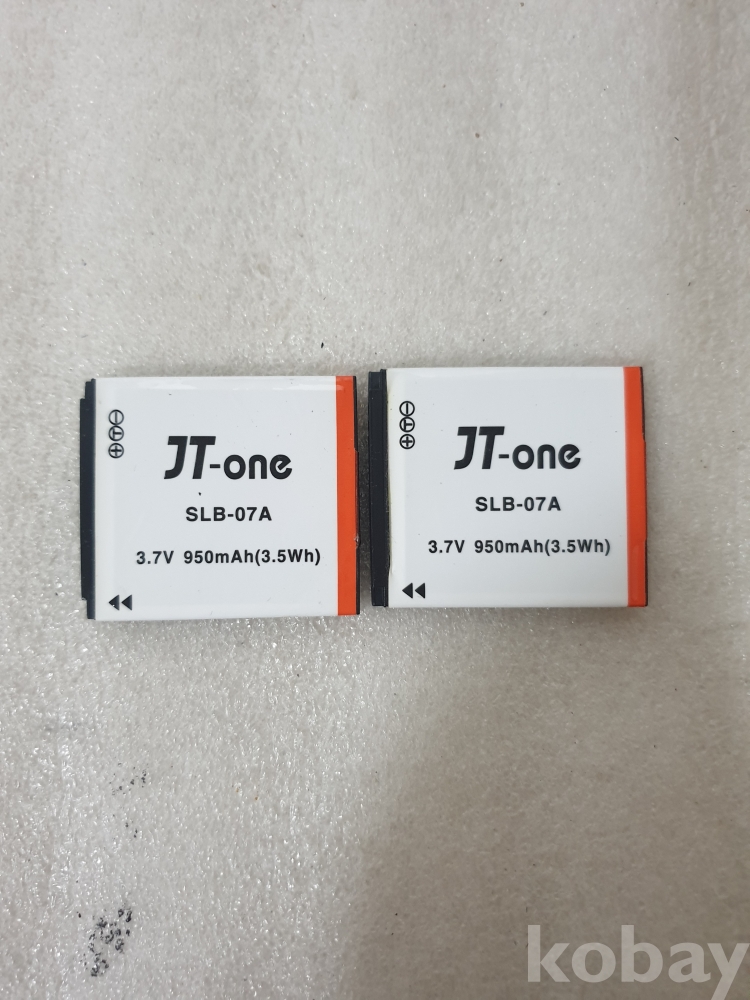 JT-one
SLB-07A
3.7V 950mAh(3.5Wh)
JT-one
SLB-07A
3.7V 950mAh(3.5Wh)
kobay